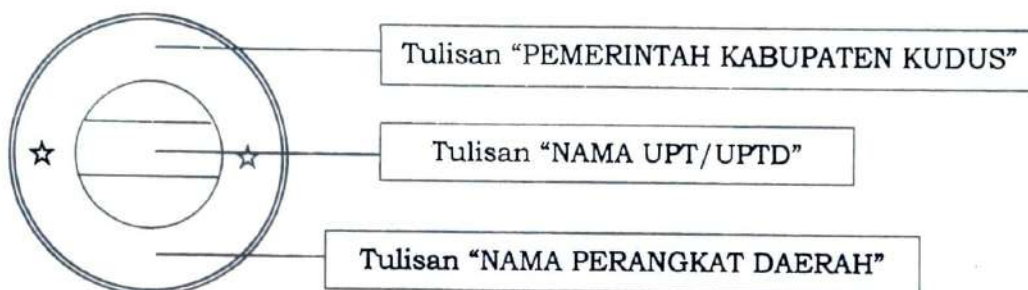 Tulisan “PEMERINTAH KABUPATEN KUDUS”
Tulisan “NAMA UPT/UPTD”
Tulisan “NAMA PERANGKAT DAERAH”